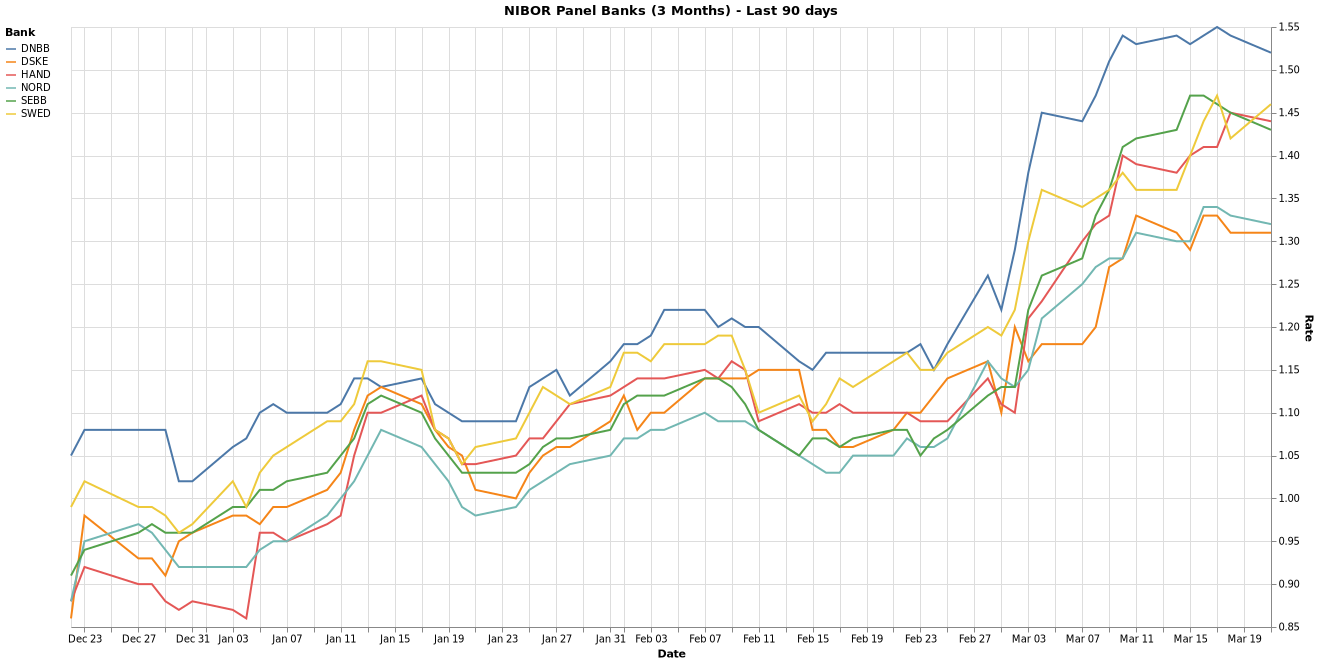 NIBOR Panel Banks (3 Months) - Last 90 days
Bank
DNBB
DSKE
HAND
NORD
SEBB
SWED
1.55
1.50
1.45
1.40
1.35
1.30
1.25
1.20
1.15
1.10
1.05
1.00
0.95
0.90
0.85
Rate
Dec 23 Dec 27 Dec 31 Jan 03 Jan 07 Jan 11 Jan 15 Jan 19 Jan 23 Jan 27 Jan 31 Feb 03 Feb 07 Feb 11 Feb 15 Feb 19 Feb 23 Feb 27 Mar 03 Mar 07 Mar 11 Mar 15 Mar 19
Date